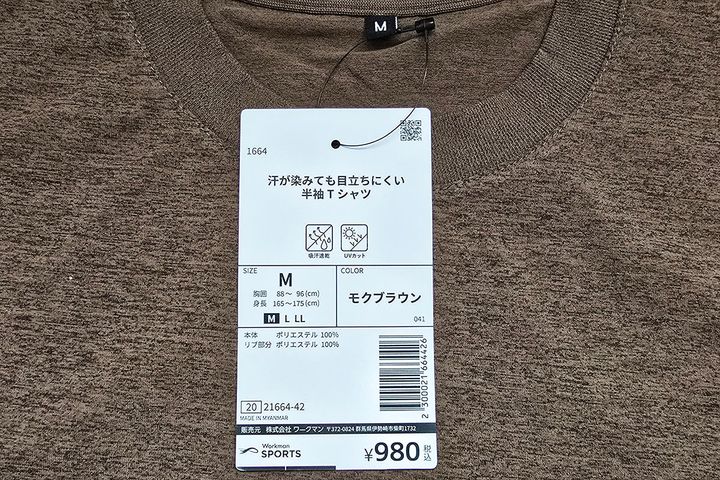 M
1664
汗が染みても目立ちにくい
半袖Tシャツ
吸汗速乾 UVカット
SIZE
M
胸囲 88～ 96(cm)
身長 165～175(cm)
M L LL
COLOR
モクブラウン
041
本体 ポリエステル 100%
リブ部分 ポリエステル 100%
2300021664426
20 21664-42
MADE IN MYANMAR
販売元 株式会社 ワークマン 〒372-0824 群馬県伊勢崎市柴町1732
Workman
SPORTS
¥980 税込